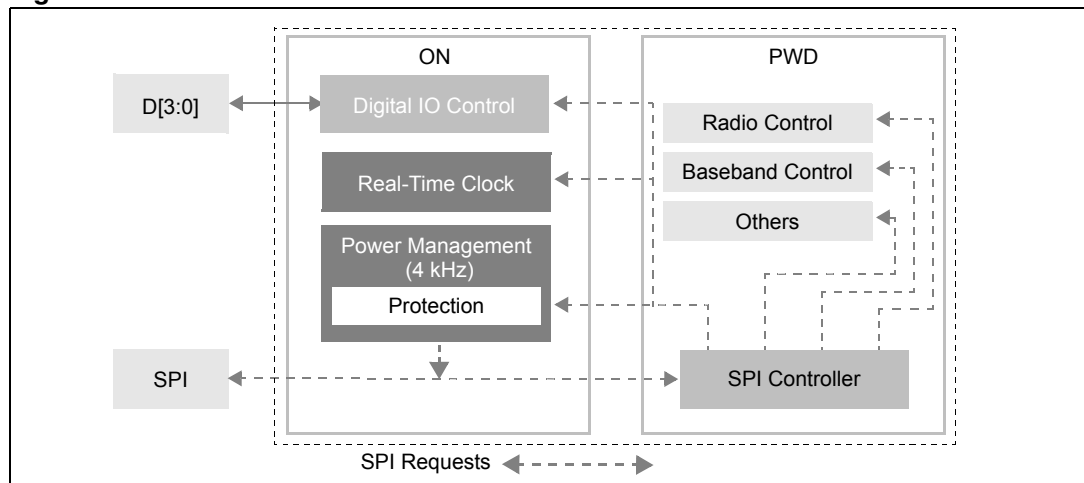 ON
PWD
D[3:0]
Digital IO Control
Radio Control
Real-Time Clock
Baseband Control
Others
Power Management
(4 kHz)
Protection
SPI
SPI Controller
SPI Requests